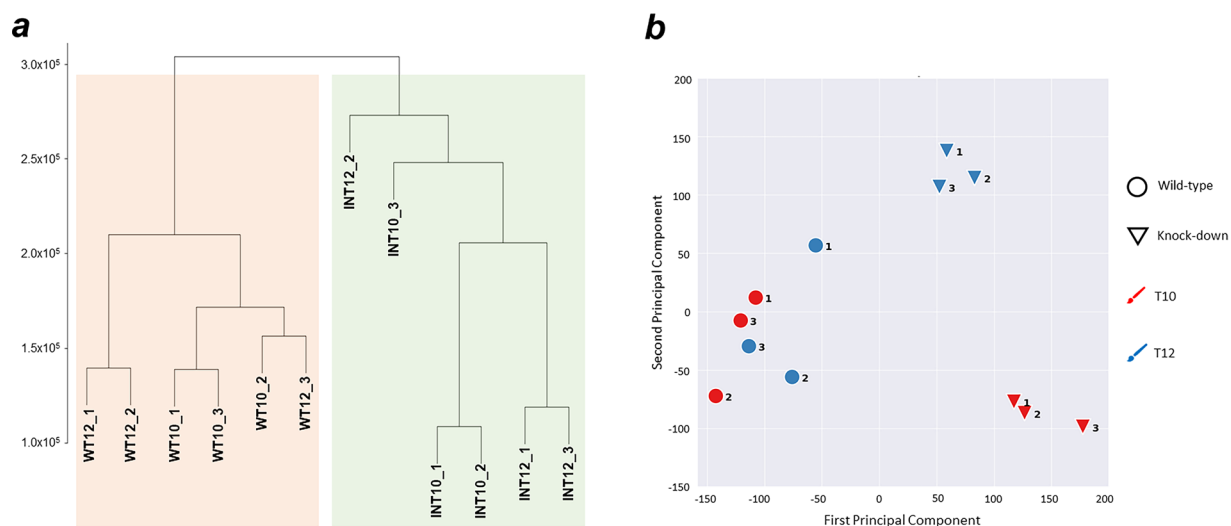 a
3.0x10⁵
2.5x10⁵
2.0x10⁵
1.5x10⁵
1.0x10⁵
WT12_1
WT12_2
WT10_1
WT10_3
WT10_2
WT12_3
INT12_2
INT10_3
INT10_1
INT10_2
INT12_1
INT12_3
b
Second Principal Component
200
150
100
50
0
-50
-100
-150
1
2
3
1
1
3
3
2
2
1
2
3
-150
-100
-50
0
50
100
150
200
First Principal Component
Wild-type
Knock-down
T10
T12